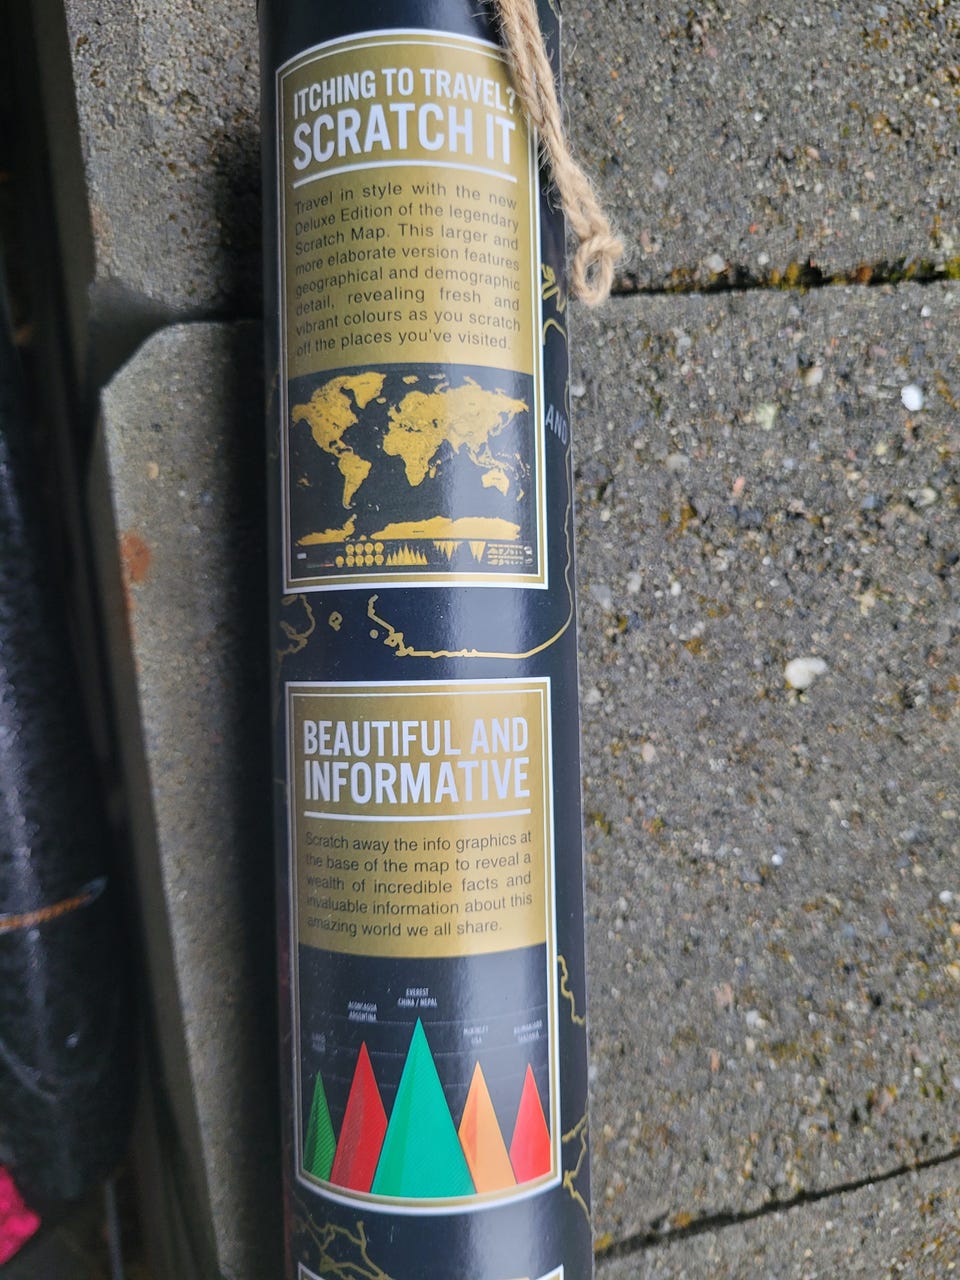 ITCHING TO TRAVEL?
SCRATCH IT
Travel in style with the new
Deluxe Edition of the legendary
Scratch Map. This larger and
more elaborate version features
geographical and demographic
detail, revealing fresh and
vibrant colours as you scratch
off the places you've visited.
AND
BEAUTIFUL AND
INFORMATIVE
Scratch away the info graphics at
the base of the map to reveal a
wealth of incredible facts and
invaluable information about this
amazing world we all share.
EVEREST
CHINA / NEPAL
ACONCAGUA
ARGENTINA
MCKINLEY
USA
KILIMANJARO